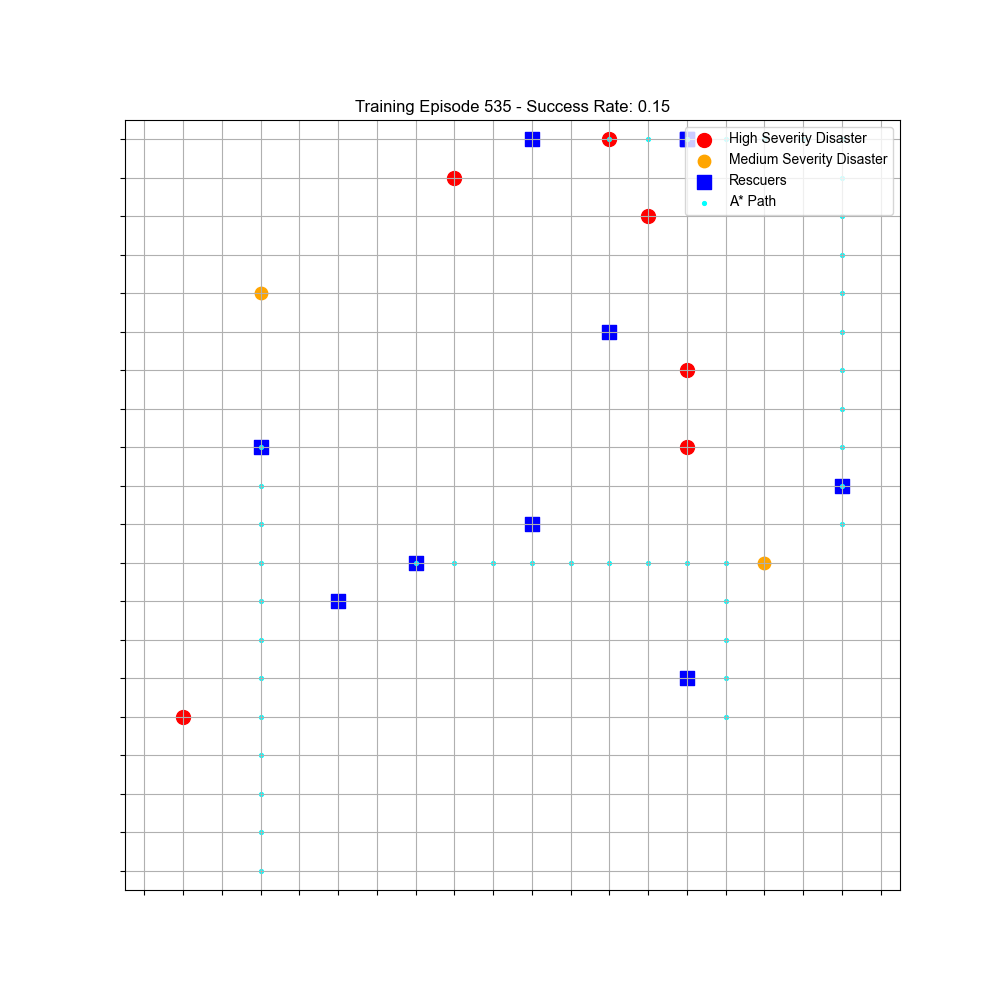 Training Episode 535 - Success Rate: 0.15
High Severity Disaster
Medium Severity Disaster
Rescuers
A* Path